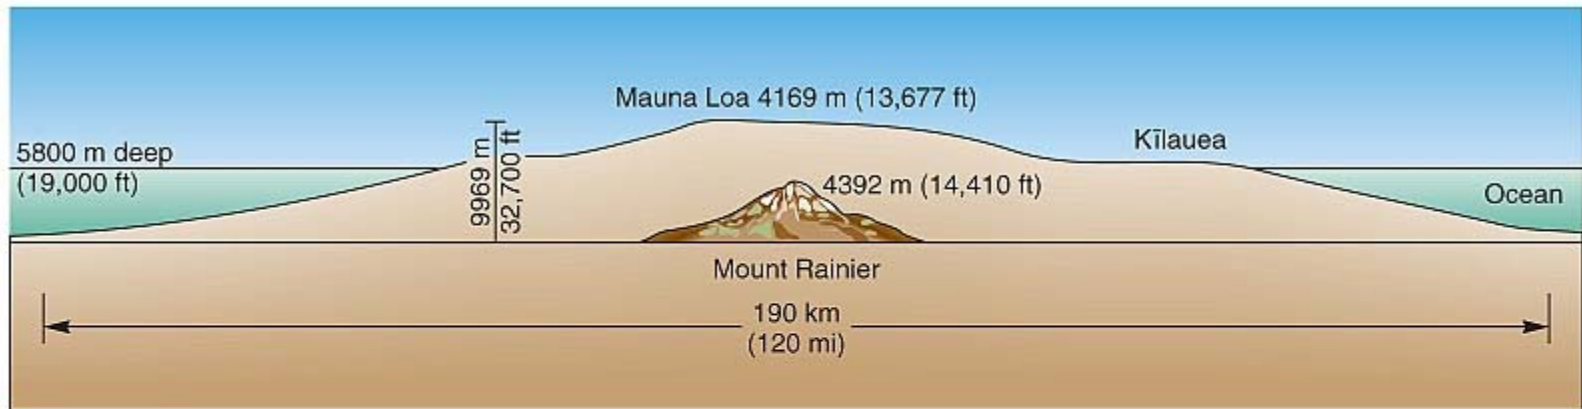 Mauna Loa 4169 m (13,677 ft)
Kīlauea
5800 m deep
(19,000 ft)
9969 m
32,700 ft
4392 m (14,410 ft)
Ocean
Mount Rainier
190 km
(120 mi)